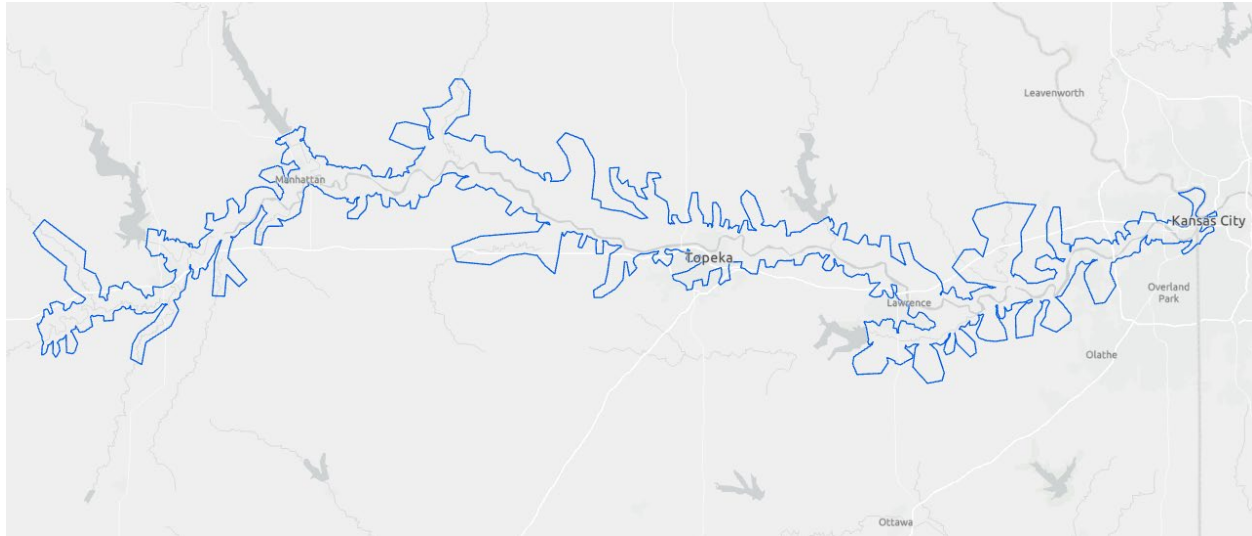 Leavenworth
Manhattan
Kansas City
Topeka
Overland
Park
Lawrence
Olathe
Ottawa